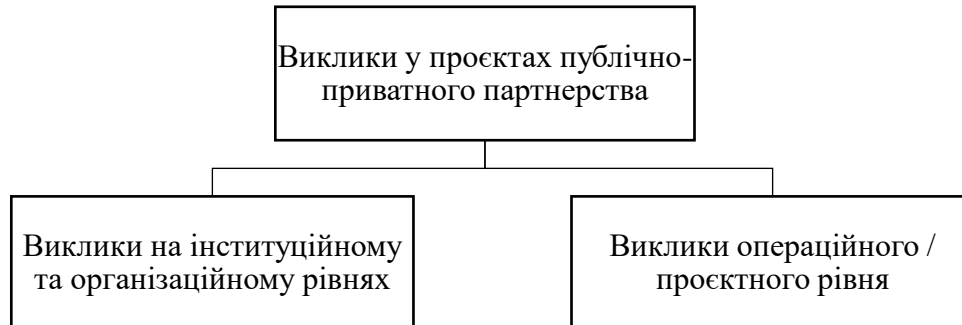 Виклики у проєктах публічно-
приватного партнерства
Виклики на інституційному
та організаційному рівнях
Виклики операційного /
проєктного рівня